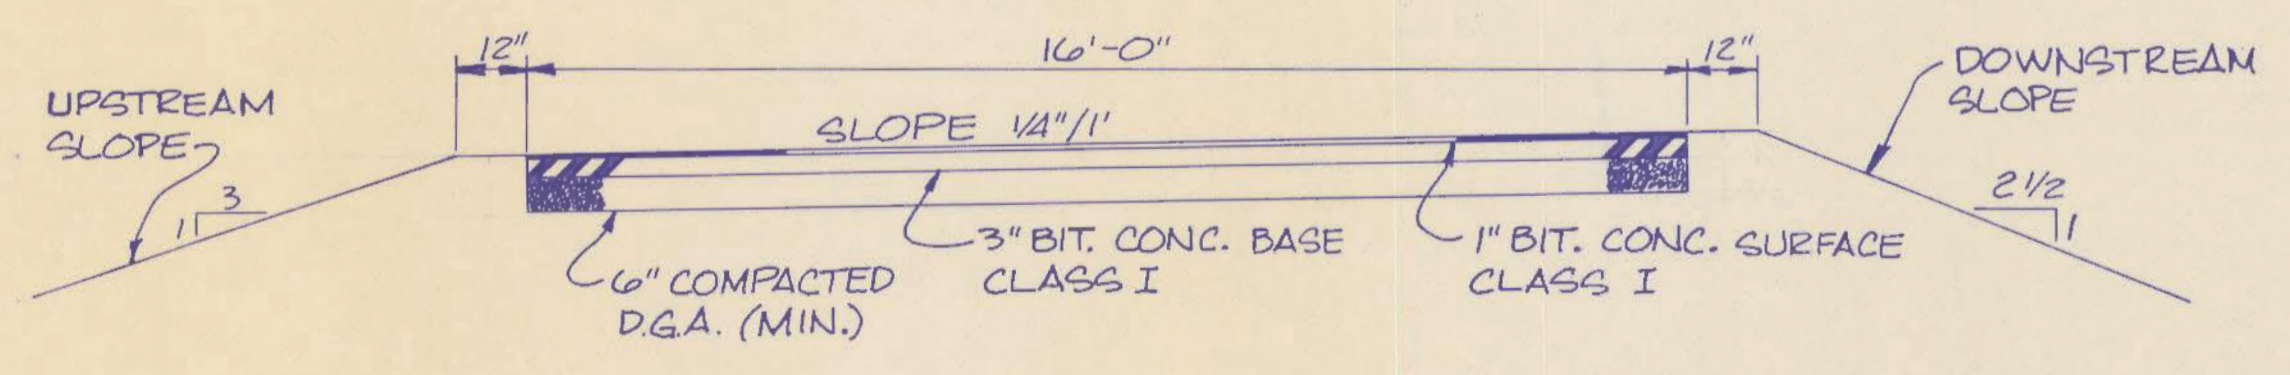 12"
16'-0"
12"
UPSTREAM
SLOPE
DOWNSTREAM
SLOPE
SLOPE 1/4"/1'
3
1
2 1/2
1
3" BIT. CONC. BASE
CLASS I
1" BIT. CONC. SURFACE
CLASS I
6" COMPACTED
D.G.A. (MIN.)